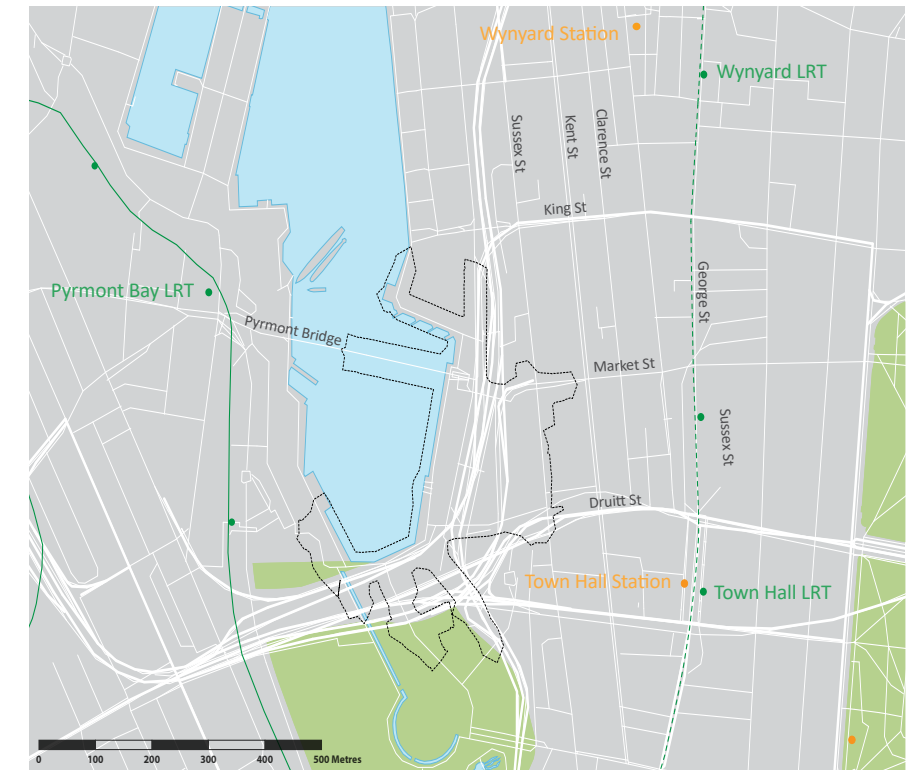 Wynyard Station
Wynyard LRT
Sussex St
Kent St
Clarence St
King St
George St
Pyrmont Bay LRT
Pyrmont Bridge
Market St
Sussex St
Druitt St
Town Hall Station
Town Hall LRT
0 100 200 300 400 500 Metres